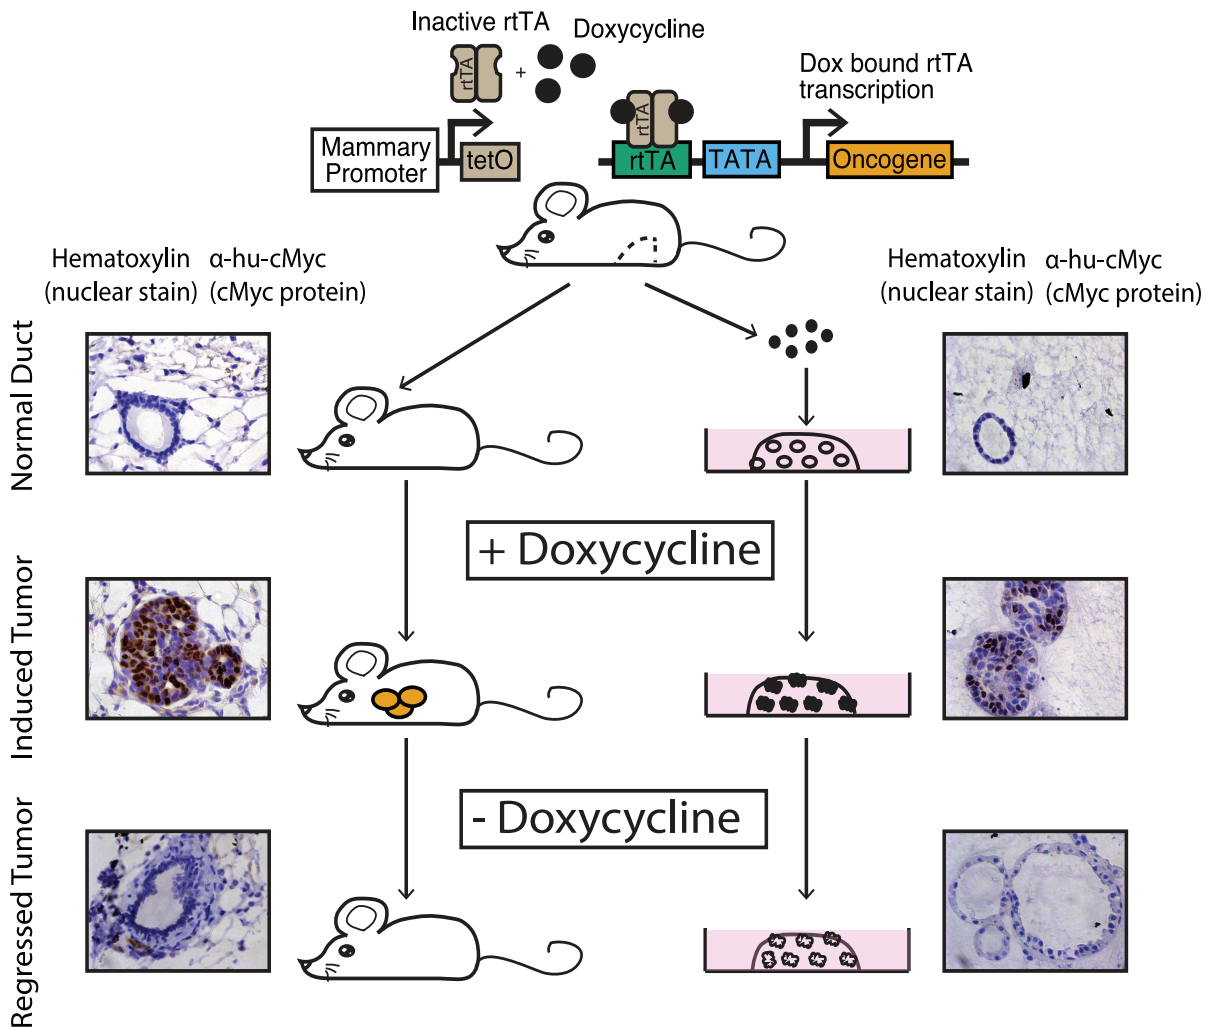 Inactive rtTA
Doxycycline
rtTA
+
Dox bound rtTA
transcription
rtTA
Mammary
Promoter
tetO
rtTA
TATA
Oncogene
Hematoxylin α-hu-cMyc
(nuclear stain) (cMyc protein)
Hematoxylin α-hu-cMyc
(nuclear stain) (cMyc protein)
Normal Duct
+ Doxycycline
Induced Tumor
- Doxycycline
Regressed Tumor